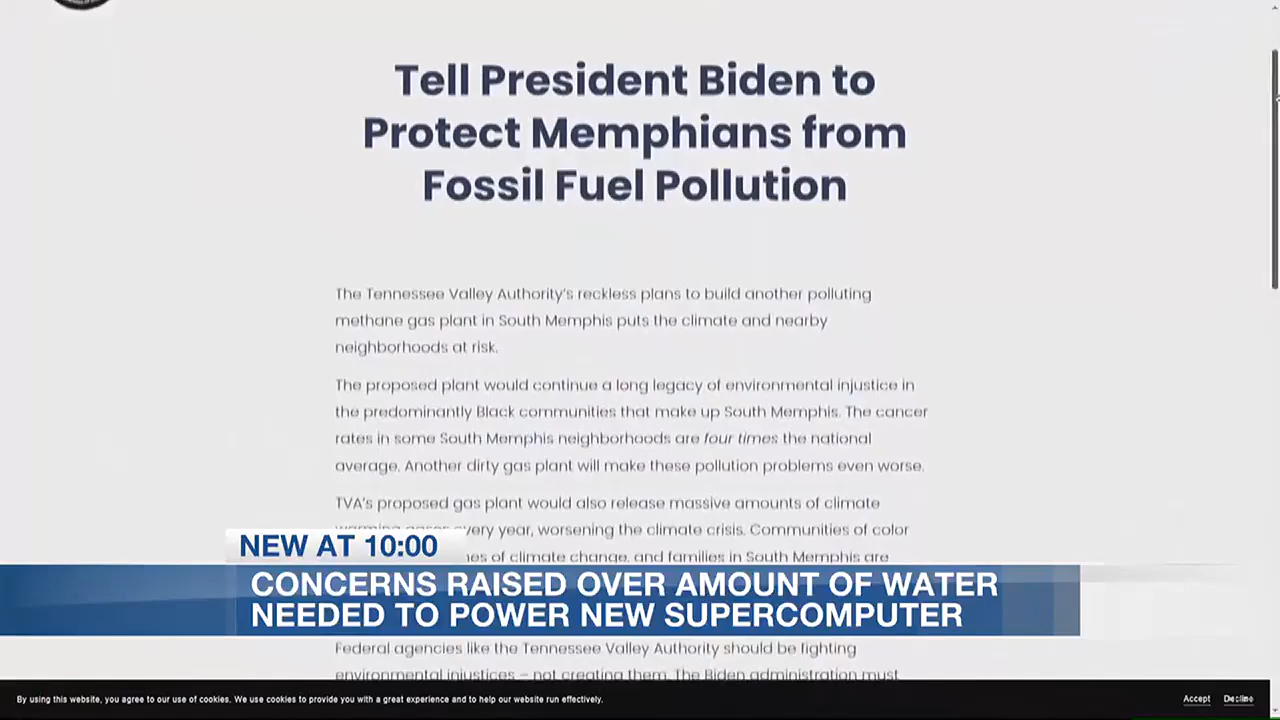 Tell President Biden to
Protect Memphians from
Fossil Fuel Pollution
The Tennessee Valley Authority's reckless plans to build another polluting
methane gas plant in South Memphis puts the climate and nearby
neighborhoods at risk.
The proposed plant would continue a long legacy of environmental injustice in
the predominantly Black communities that make up South Memphis. The cancer
rates in some South Memphis neighborhoods are four times the national
average. Another dirty gas plant will make these pollution problems even worse.
TVA's proposed gas plant would also release massive amounts of climate
every year, worsening the climate crisis. Communities of color
of climate change, and families in South Memphis are
NEW AT 10:00
CONCERNS RAISED OVER AMOUNT OF WATER
NEEDED TO POWER NEW SUPERCOMPUTER
Federal agencies like the Tennessee Valley Authority should be fighting
environmental injustices – not creating them. The Biden administration must
By using this website, you agree to our use of cookies. We use cookies to provide you with a great experience and to help our website run effectively.
Accept Decline